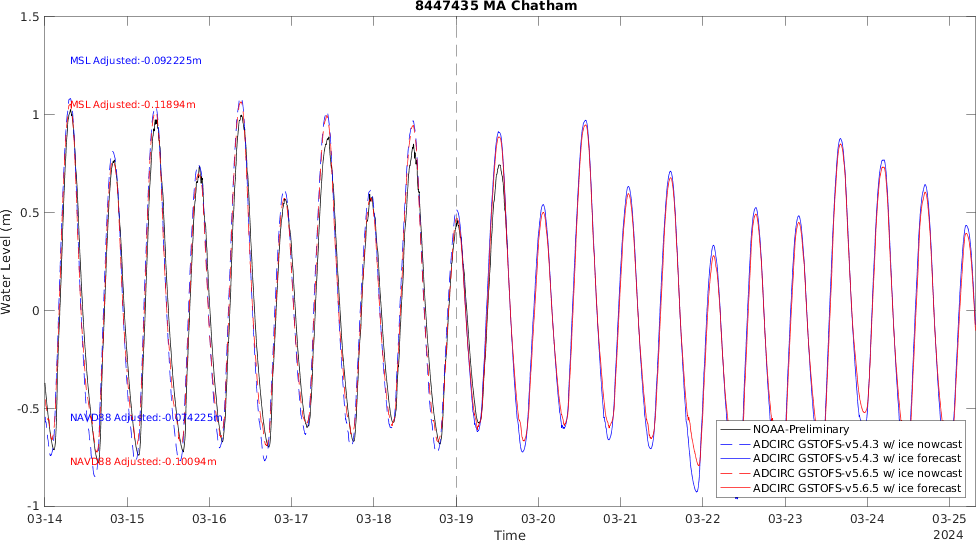 8447435 MA Chatham
1.5
1
0.5
0
-0.5
-1
Water Level (m)
MSL Adjusted:-0.092225m
MSL Adjusted:-0.11894m
NAVD88 Adjusted:-0.074225m
NAVD88 Adjusted:-0.10094m
NOAA-Preliminary
ADCIRC GSTOFS-v5.4.3 w/ ice nowcast
ADCIRC GSTOFS-v5.4.3 w/ ice forecast
ADCIRC GSTOFS-v5.6.5 w/ ice nowcast
ADCIRC GSTOFS-v5.6.5 w/ ice forecast
03-14 03-15 03-16 03-17 03-18 03-19 03-20 03-21 03-22 03-23 03-24 03-25
Time
2024